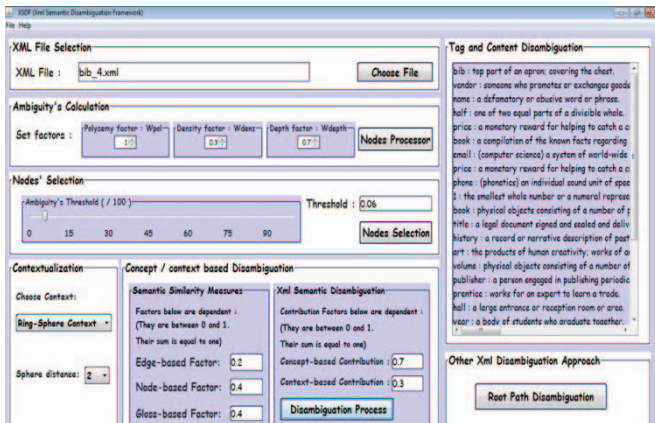 XSDF (Xml Semantic Disambiguation Framework)
File Help
XML File Selection
XML File : bib_4.xml Choose File
Ambiguity's Calculation
Set factors :
Polysemy factor : Wpol Density factor : Wdens Depth factor : Wdepth
1 0.9 0.7
Nodes Processor
Nodes' Selection
Ambiguity's Threshold ( / 100 )
0 15 30 45 60 75 90
Threshold : 0.06
Nodes Selection
Contextualization
Choose Context:
Ring-Sphere Context
Sphere distance: 2
Concept / context based Disambiguation
Semantic Similarity Measures
Factors below are dependent :
(They are between 0 and 1.
Their sum is equal to one)
Edge-based Factor: 0.2
Node-based Factor: 0.4
Gloss-based Factor: 0.4
Xml Semantic Disambiguation
Contribution Factors below are dependent :
(They are between 0 and 1.
Their sum is equal to one)
Concept-based Contribution : 0.7
Context-based Contribution : 0.3
Disambiguation Process
Tag and Content Disambiguation
bib : top part of an apron; covering the chest.
vendor : someone who promotes or exchanges goods
name : a defamatory or abusive word or phrase.
half : one of two equal parts of a divisible whole.
price : a monetary reward for helping to catch a c
book : a compilation of the known facts regarding
email : (computer science) a system of world-wide
price : a monetary reward for helping to catch a c
phone : (phonetics) an individual sound unit of spee
1 : the smallest whole number or a numeral represe
book : physical objects consisting of a number of p
title : a legal document signed and sealed and deliv
history : a record or narrative description of past
art : the products of human creativity; works of a
volume : physical objects consisting of a number of
publisher : a person engaged in publishing periodic
prentice : works for an expert to learn a trade.
hall : a large entrance or reception room or area.
year : a body of students who graduate together.
Other Xml Disambiguation Approach
Root Path Disambiguation